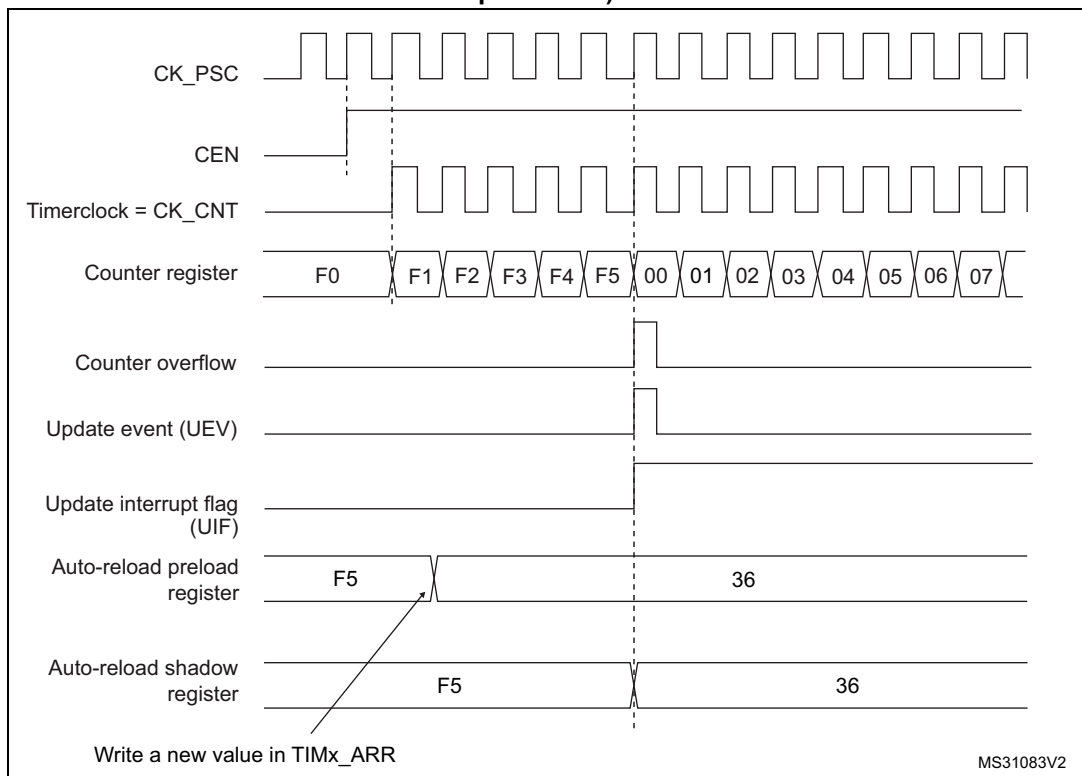 CK_PSC
CEN
Timerclock = CK_CNT
Counter register
F0 F1 F2 F3 F4 F5 00 01 02 03 04 05 06 07
Counter overflow
Update event (UEV)
Update interrupt flag
(UIF)
Auto-reload preload
register
F5 36
Auto-reload shadow
register
F5 36
Write a new value in TIMx_ARR
MS31083V2